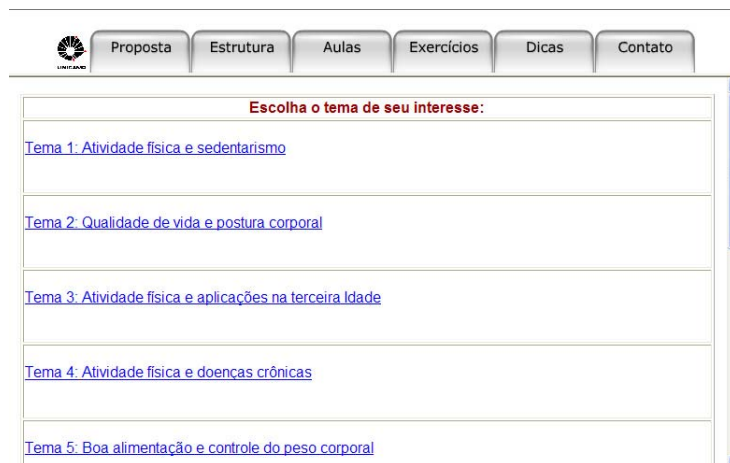 UNICAMP
Proposta
Estrutura
Aulas
Exercícios
Dicas
Contato
Escolha o tema de seu interesse:
Tema 1: Atividade física e sedentarismo
Tema 2: Qualidade de vida e postura corporal
Tema 3: Atividade física e aplicações na terceira Idade
Tema 4: Atividade física e doenças crônicas
Tema 5: Boa alimentação e controle do peso corporal